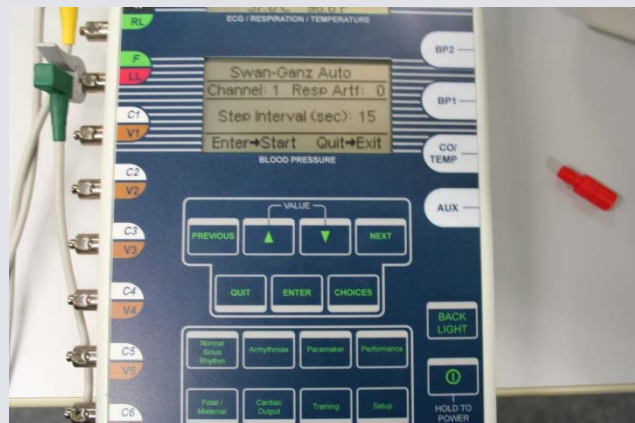 RL
ECG / RESPIRATION / TEMPERATURE
F
LL
Swan-Ganz Auto
Channel: 1 Resp Artf: 0
Step Interval (sec): 15
Enter→Start Quit→Exit
BLOOD PRESSURE
BP2
BP1
CO/
TEMP
AUX
C1
V1
C2
V2
C3
V3
C4
V4
C5
V5
C6
VALUE
PREVIOUS
▲
▼
NEXT
QUIT
ENTER
CHOICES
BACK
LIGHT
Normal
Sinus
Rhythm
Arrhythmias
Pacemaker
Performance
Fetal /
Maternal
Cardiac
Output
Training
Setup
HOLD TO
POWER